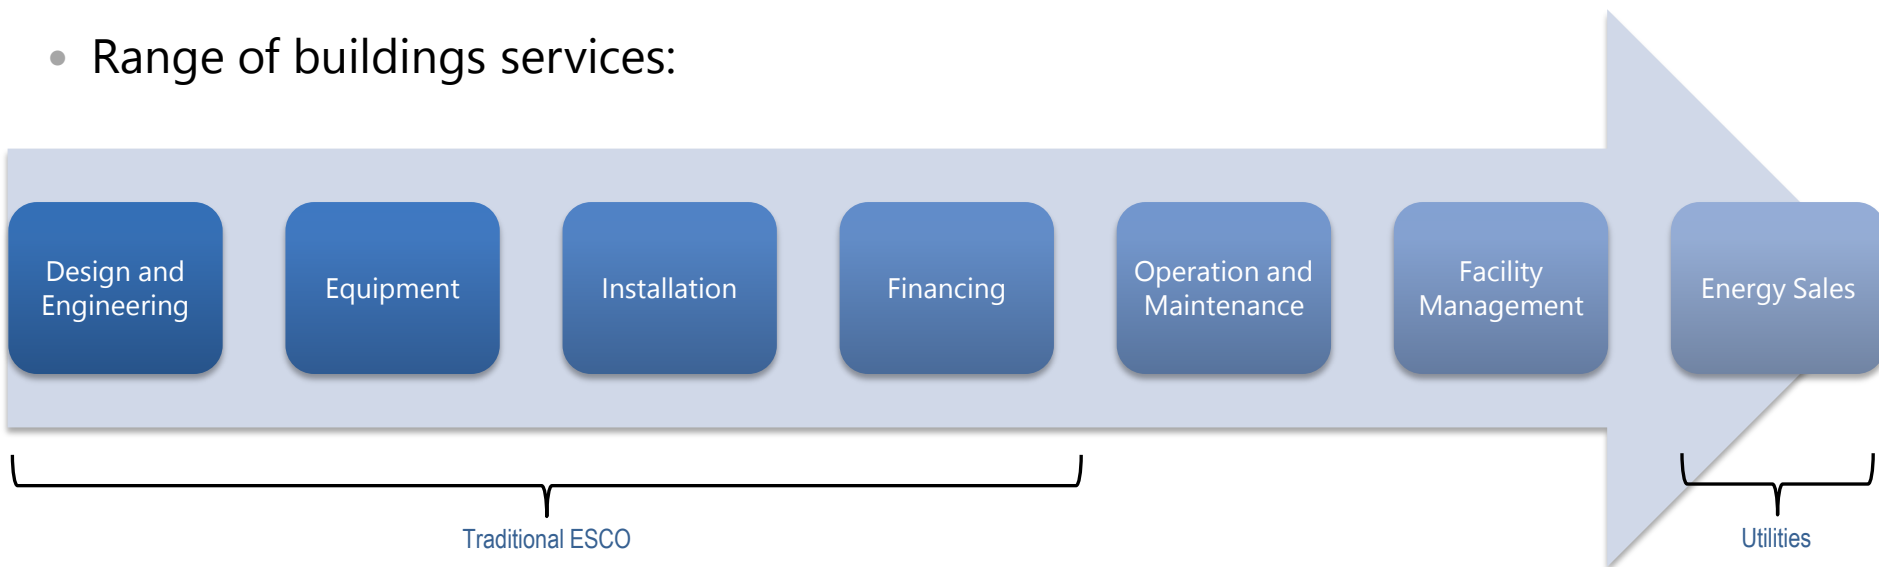 • Range of buildings services:
Design and
Engineering
Equipment
Installation
Financing
Operation and
Maintenance
Facility
Management
Energy Sales
Traditional ESCO
Utilities